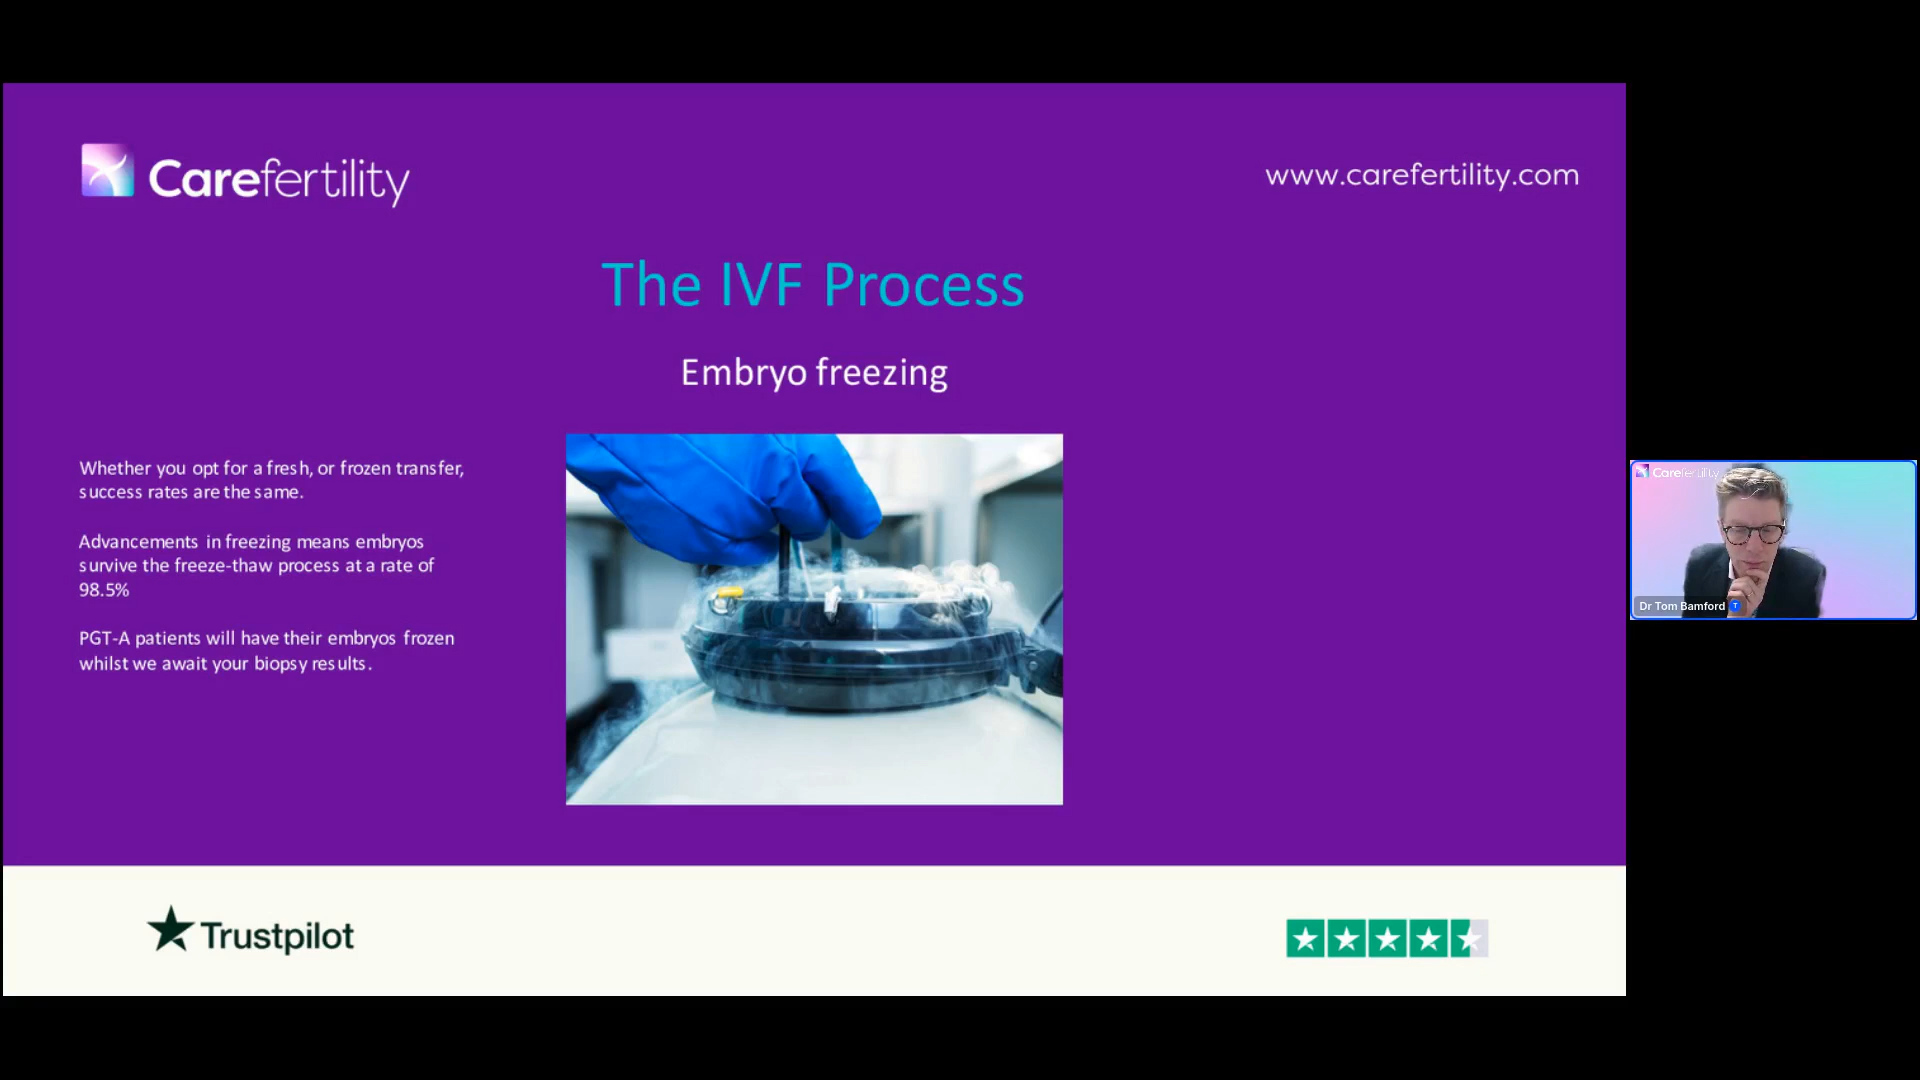 Carefertility
www.carefertility.com
The IVF Process
Embryo freezing
Whether you opt for a fresh, or frozen transfer,
success rates are the same.
Advancements in freezing means embryos
survive the freeze-thaw process at a rate of
98.5%
PGT-A patients will have their embryos frozen
whilst we await your biopsy results.
Carefertility
Dr Tom Bamford
T
Trustpilot